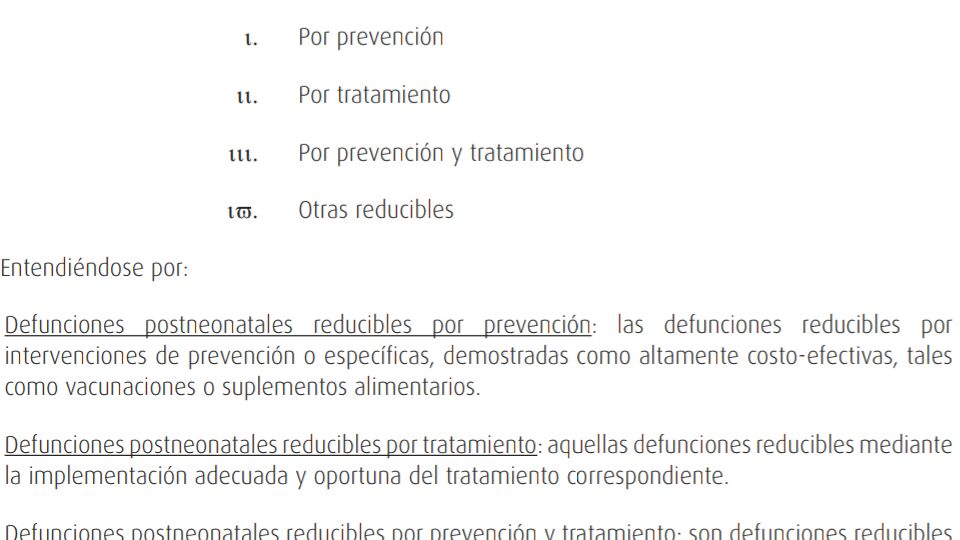 ι. Por prevención
ιι. Por tratamiento
ιιι. Por prevención y tratamiento
ιϖ. Otras reducibles
Entendiéndose por:
Defunciones postneonatales reducibles por prevención: las defunciones reducibles por
intervenciones de prevención o específicas, demostradas como altamente costo-efectivas, tales
como vacunaciones o suplementos alimentarios.
Defunciones postneonatales reducibles por tratamiento: aquellas defunciones reducibles mediante
la implementación adecuada y oportuna del tratamiento correspondiente.
Defunciones postneonatales reducibles por prevención y tratamiento: son defunciones reducibles